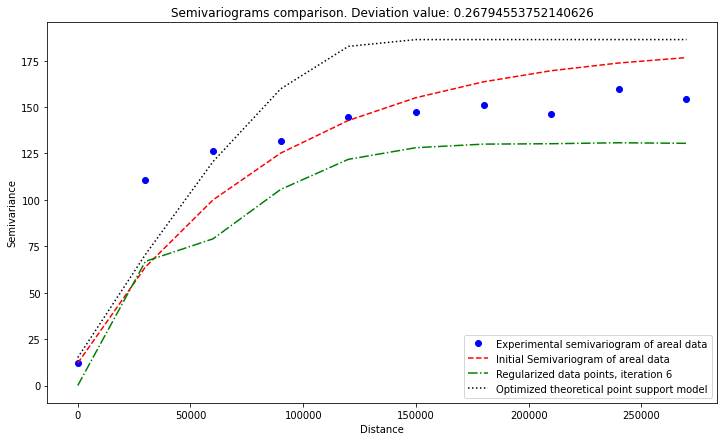 Semivariograms comparison. Deviation value: 0.26794553752140626
175
150
125
100
75
50
25
0
Semivariance
0 50000 100000 150000 200000 250000
Distance
Experimental semivariogram of areal data
Initial Semivariogram of areal data
Regularized data points, iteration 6
Optimized theoretical point support model